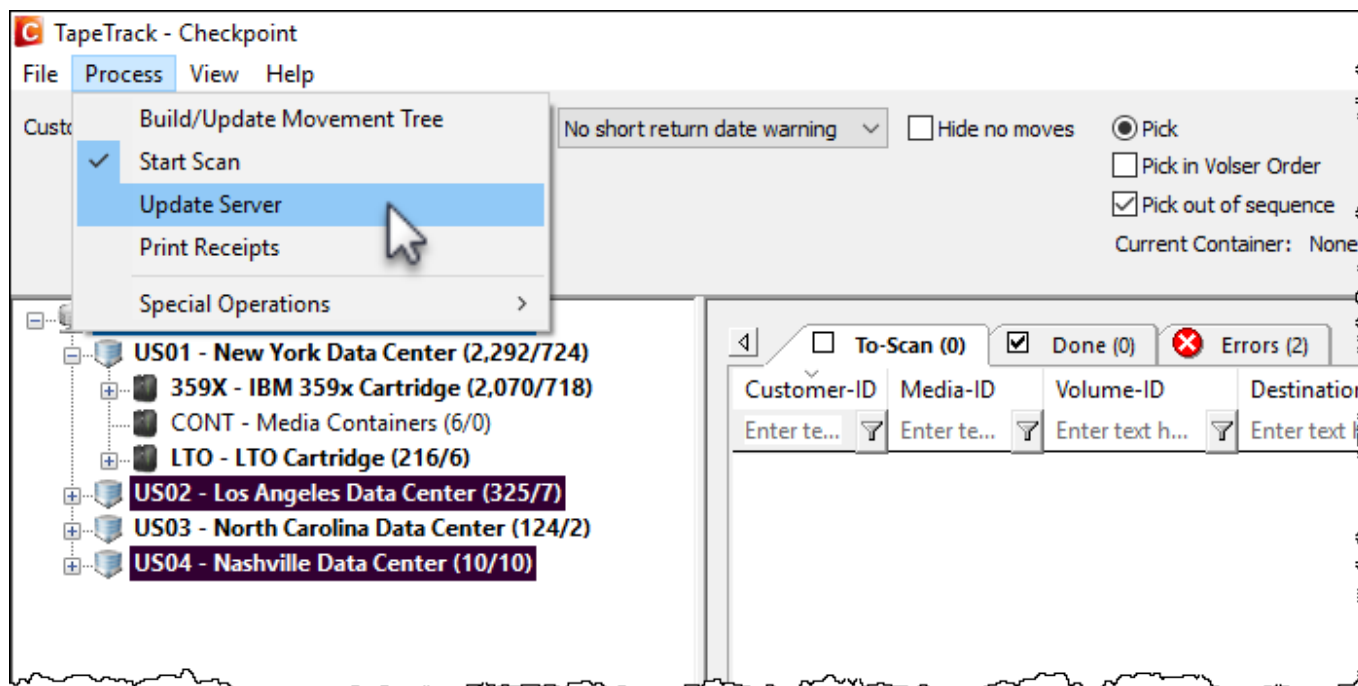 TapeTrack - Checkpoint
File Process View Help
Build/Update Movement Tree
Start Scan
Update Server
Print Receipts
Special Operations
No short return date warning
Hide no moves
Pick
Pick in Volser Order
Pick out of sequence
Current Container: None
US01 - New York Data Center (2,292/724)
359X - IBM 359x Cartridge (2,070/718)
CONT - Media Containers (6/0)
LTO - LTO Cartridge (216/6)
US02 - Los Angeles Data Center (325/7)
US03 - North Carolina Data Center (124/2)
US04 - Nashville Data Center (10/10)
To-Scan (0) Done (0) Errors (2)
Customer-ID Media-ID Volume-ID Destination
Enter te... Enter te... Enter text h... Enter text